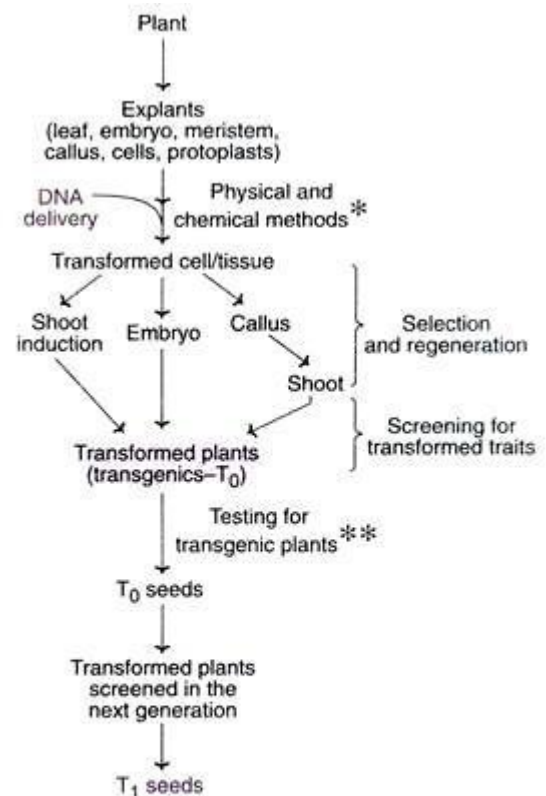 Plant
Explants
(leaf, embryo, meristem,
callus, cells, protoplasts)
DNA
delivery
Physical and
chemical methods*
Transformed cell/tissue
Shoot
induction
Embryo
Callus
Shoot
Selection
and regeneration
Screening for
transformed traits
Transformed plants
(transgenics–T₀)
Testing for
transgenic plants**
T₀ seeds
Transformed plants
screened in the
next generation
T₁ seeds